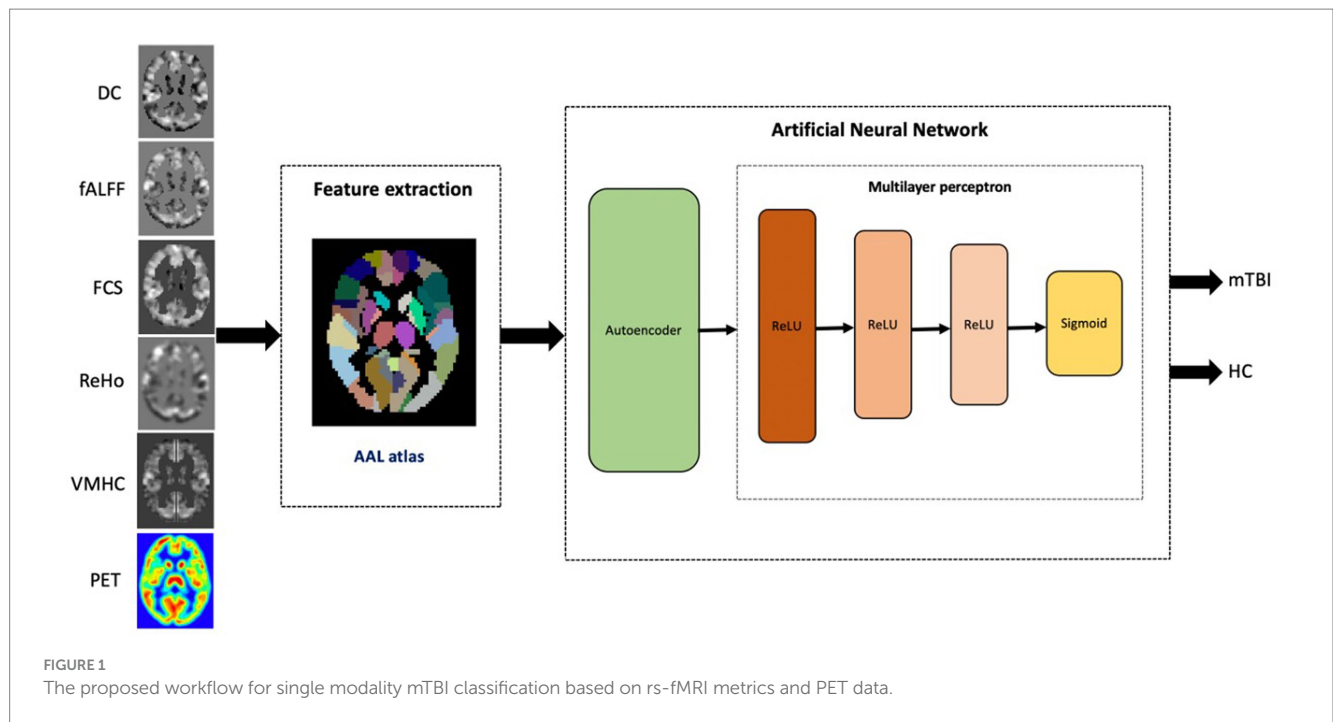 DC
fALFF
FCS
ReHo
VMHC
PET
Feature extraction
AAL atlas
Artificial Neural Network
Autoencoder
Multilayer perceptron
ReLU
ReLU
ReLU
Sigmoid
mTBI
HC
FIGURE 1
The proposed workflow for single modality mTBI classification based on rs-fMRI metrics and PET data.